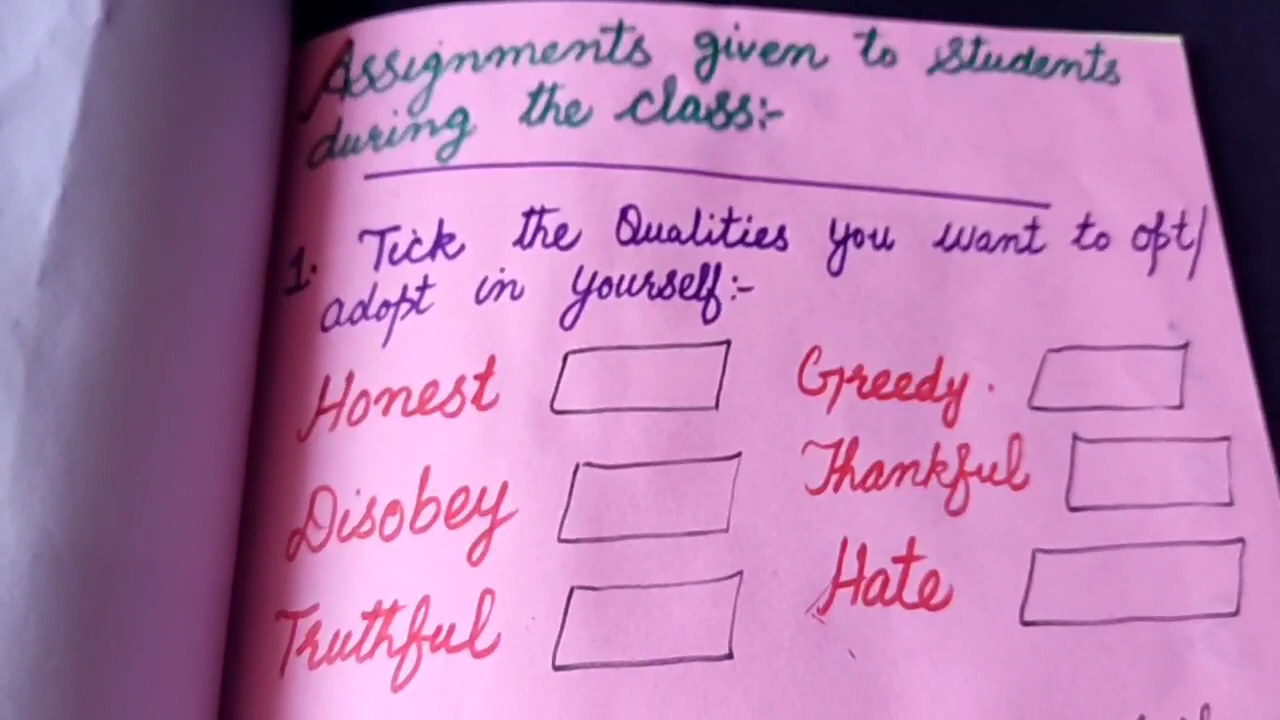 Assignments given to Students
during the class:-
1. Tick the Qualities you want to opt/
adopt in yourself:-
Honest Greedy.
Disobey Thankful
Truthful Hate